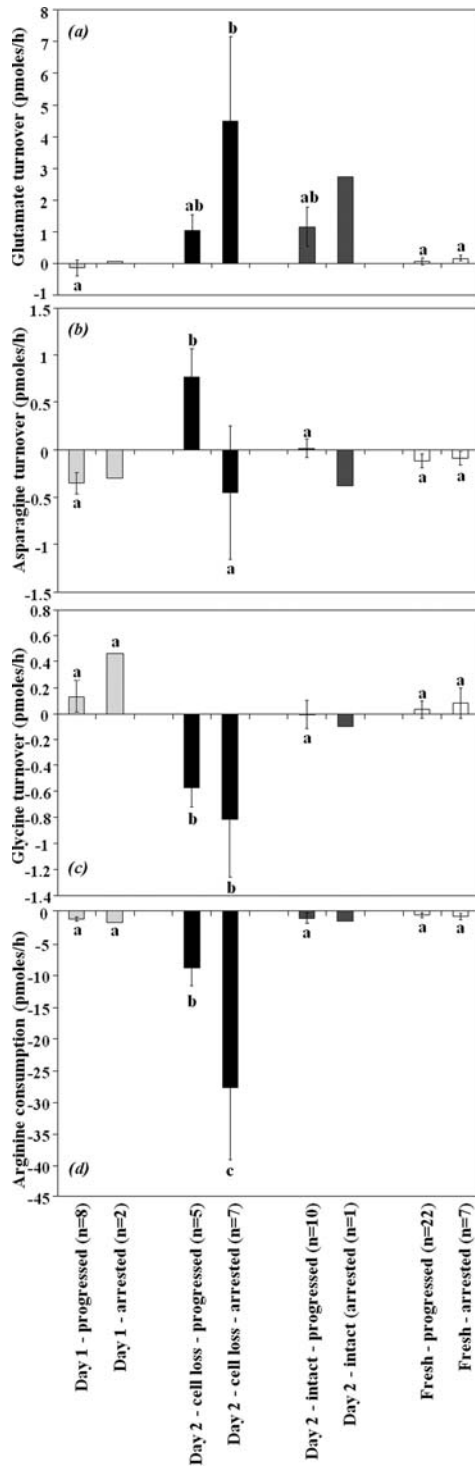 (a)
Glutamate turnover (pmoles/h)
8
7
6
5
4
3
2
1
0
-1
a
ab
b
ab
a
a
(b)
Asparagine turnover (pmoles/h)
1.5
1
0.5
0
-0.5
-1
-1.5
a
b
a
a
a
a
(c)
Glycine turnover (pmoles/h)
0.8
0.6
0.4
0.2
0
-0.2
-0.4
-0.6
-0.8
-1
-1.2
-1.4
a
a
b
b
a
a
a
(d)
Arginine consumption (pmoles/h)
0
-5
-10
-15
-20
-25
-30
-35
-40
-45
a
a
b
c
a
a
a
Day 1 - progressed (n=8)
Day 1 - arrested (n=2)
Day 2 - cell loss - progressed (n=5)
Day 2 - cell loss - arrested (n=7)
Day 2 - intact - progressed (n=10)
Day 2 - intact (arrested (n=1)
Fresh - progressed (n=22)
Fresh - arrested (n=7)